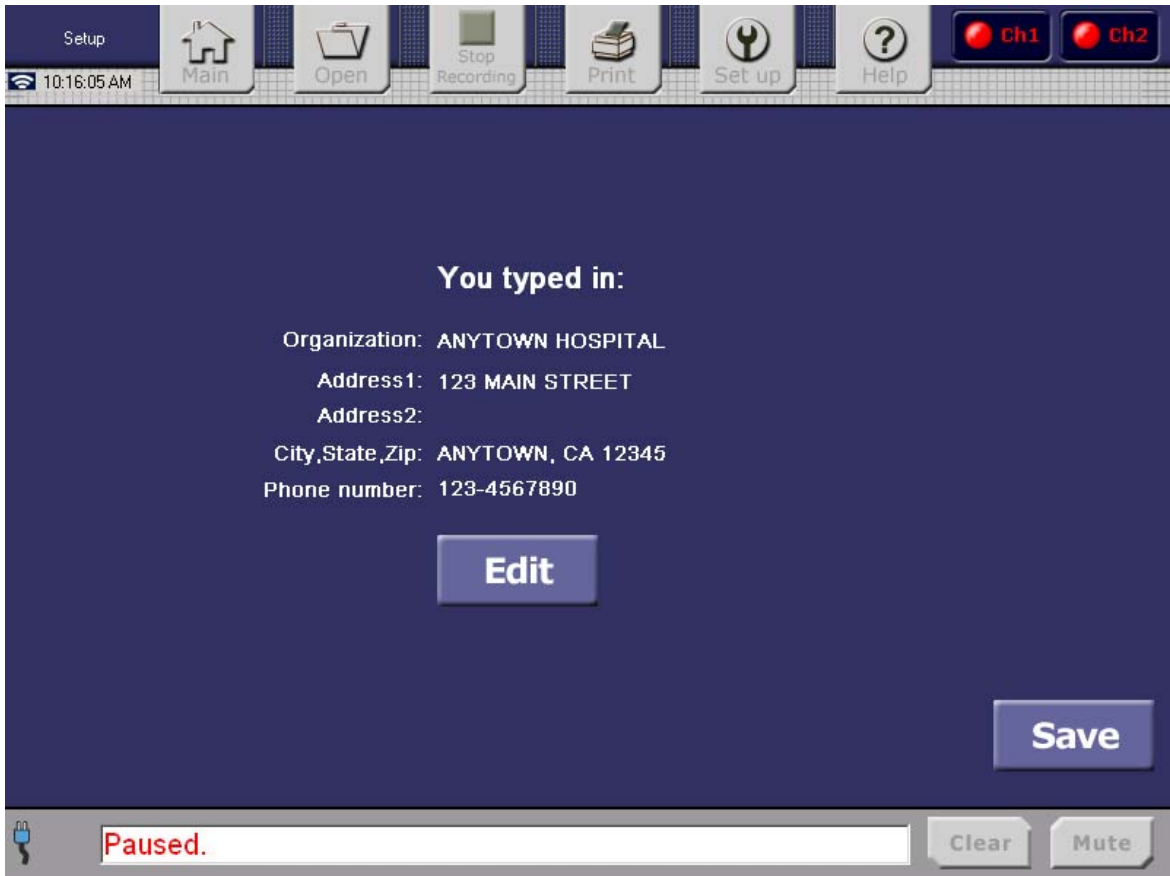 Setup
10:16:05 AM
Main
Open
Stop
Recording
Print
Set up
?
Help
Ch1
Ch2
You typed in:
Organization: ANYTOWN HOSPITAL
Address1: 123 MAIN STREET
Address2:
City,State,Zip: ANYTOWN, CA 12345
Phone number: 123-4567890
Edit
Save
Paused.
Clear
Mute